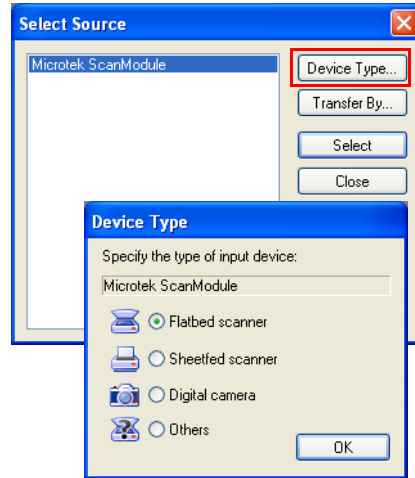 Select Source
Microtek ScanModule
Device Type...
Transfer By...
Select
Close
Device Type
Specify the type of input device:
Microtek ScanModule
Flatbed scanner
Sheetfed scanner
Digital camera
Others
OK